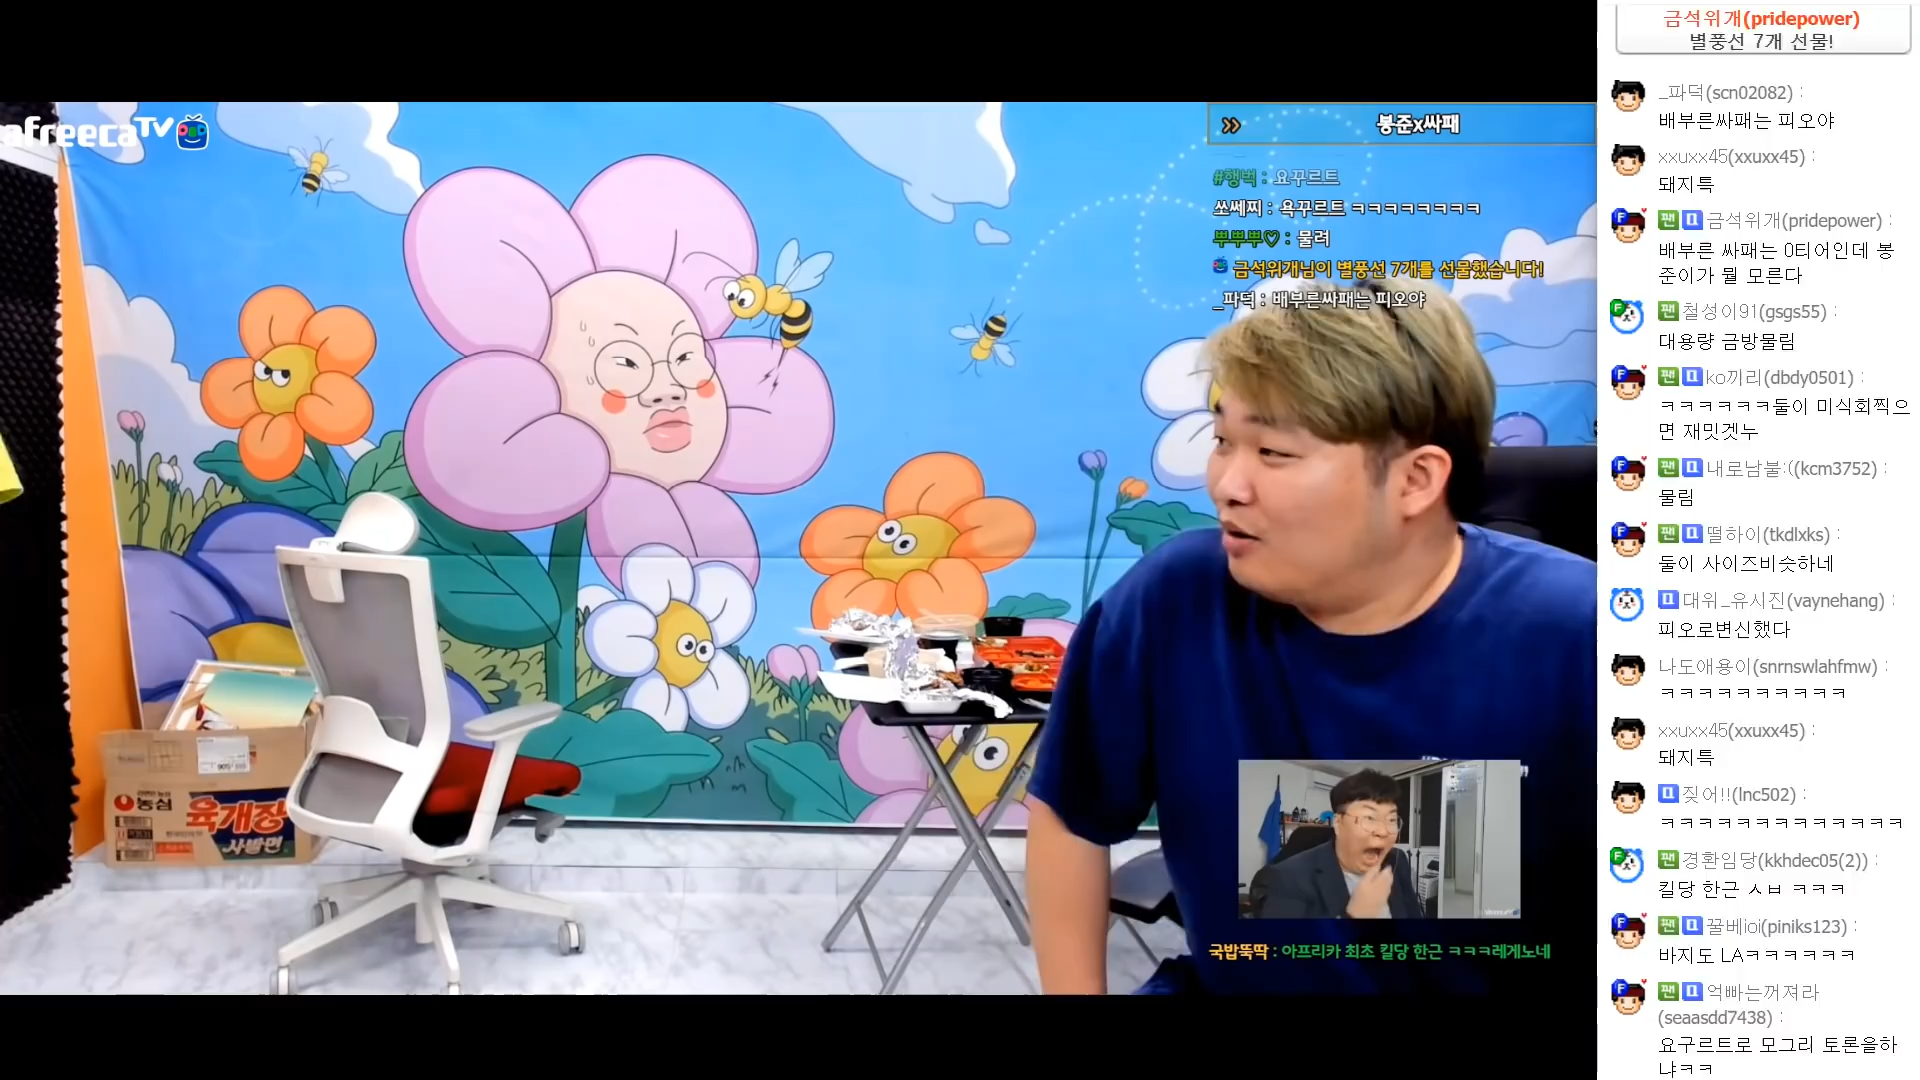 afreecaTV
봉준x싸패
#행벅 : 요꾸르트
쏘쎄찌 : 욕꾸르트 ㅋㅋㅋㅋㅋㅋㅋㅋ
뿌뿌뿌♡ : 물려
금석위개님이 별풍선 7개를 선물했습니다!
_파덕 : 배부른싸패는 피오야
농심
육개장
사발면
국밥뚝딱 : 아프리카 최초 킬당 한근 ㅋㅋㅋ레게노네
금석위개(pridepower)
별풍선 7개 선물!
_파덕(scn02082) :
배부른싸패는 피오야
xxuxx45(xxuxx45) :
돼지특
팬 금석위개(pridepower) :
배부른 싸패는 0티어인데 봉
준이가 뭘 모른다
팬 철성이91(gsgs55) :
대용량 금방물림
팬 ko끼리(dbdy0501) :
ㅋㅋㅋㅋㅋㅋ둘이 미식회찍으
면 재밋겟누
팬 내로남불:((kcm3752) :
물림
팬 떨하이(tkdlxks) :
둘이 사이즈비슷하네
대위_유시진(vaynehang) :
피오로변신했다
나도애용이(snrnswlahfmw) :
ㅋㅋㅋㅋㅋㅋㅋㅋㅋㅋ
xxuxx45(xxuxx45) :
돼지특
짖어!!(lnc502) :
ㅋㅋㅋㅋㅋㅋㅋㅋㅋㅋㅋㅋㅋ
팬 경환임당(kkhdec05(2)) :
킬당 한근 ㅅㅂ ㅋㅋㅋ
팬 꿀베ioi(piniks123) :
바지도 LAㅋㅋㅋㅋㅋㅋ
팬 억빠는꺼져라
(seaasdd7438) :
요구르트로 모그리 토론을하
냐ㅋㅋ